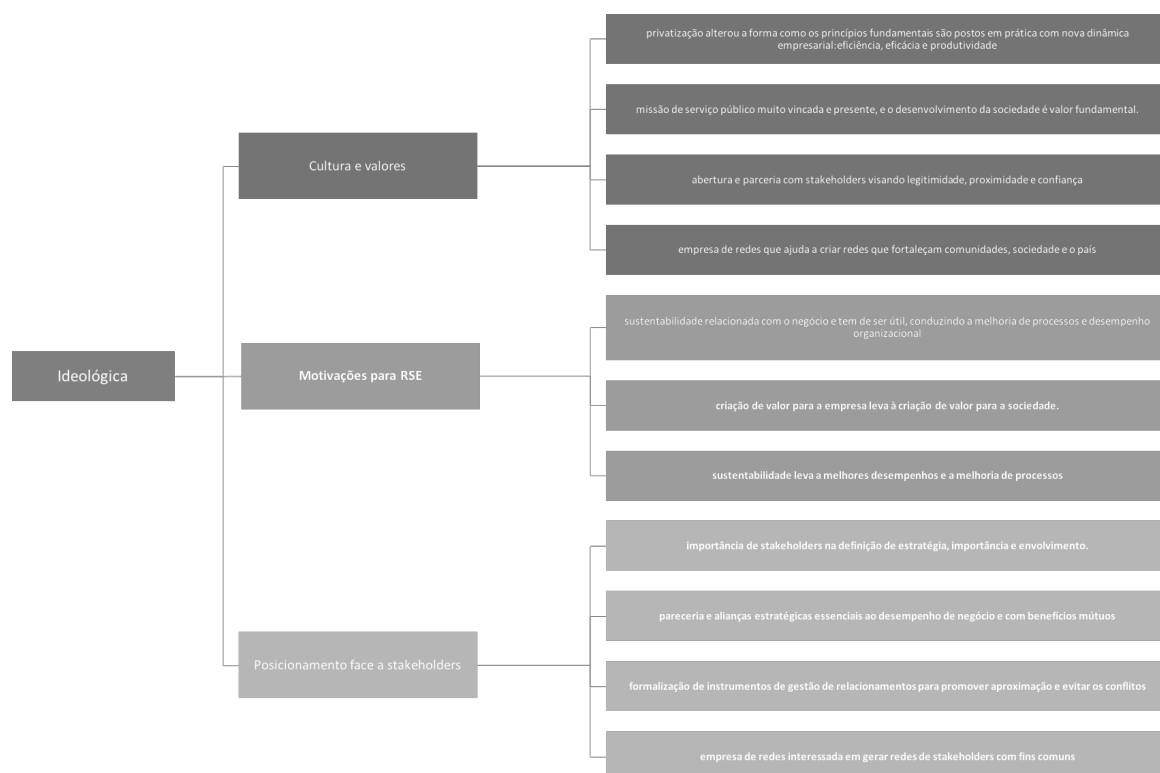 Ideológica
Cultura e valores
privatização alterou a forma como os princípios fundamentais são postos em prática com nova dinâmica
empresarial:eficiência, eficácia e produtividade
missão de serviço público muito vincada e presente, e o desenvolvimento da sociedade é valor fundamental.
abertura e parceria com stakeholders visando legitimidade, proximidade e confiança
empresa de redes que ajuda a criar redes que fortaleçam comunidades, sociedade e o país
Motivações para RSE
sustentabilidade relacionada com o negócio e tem de ser útil, conduzindo a melhoria de processos e desempenho
organizacional
criação de valor para a empresa leva à criação de valor para a sociedade.
sustentabilidade leva a melhores desempenhos e a melhoria de processos
Posicionamento face a stakeholders
importância de stakeholders na definição de estratégia, importância e envolvimento.
pareceria e alianças estratégicas essenciais ao desempenho de negócio e com benefícios mútuos
formalização de instrumentos de gestão de relacionamentos para promover aproximação e evitar os conflitos
empresa de redes interessada em gerar redes de stakeholders com fins comuns